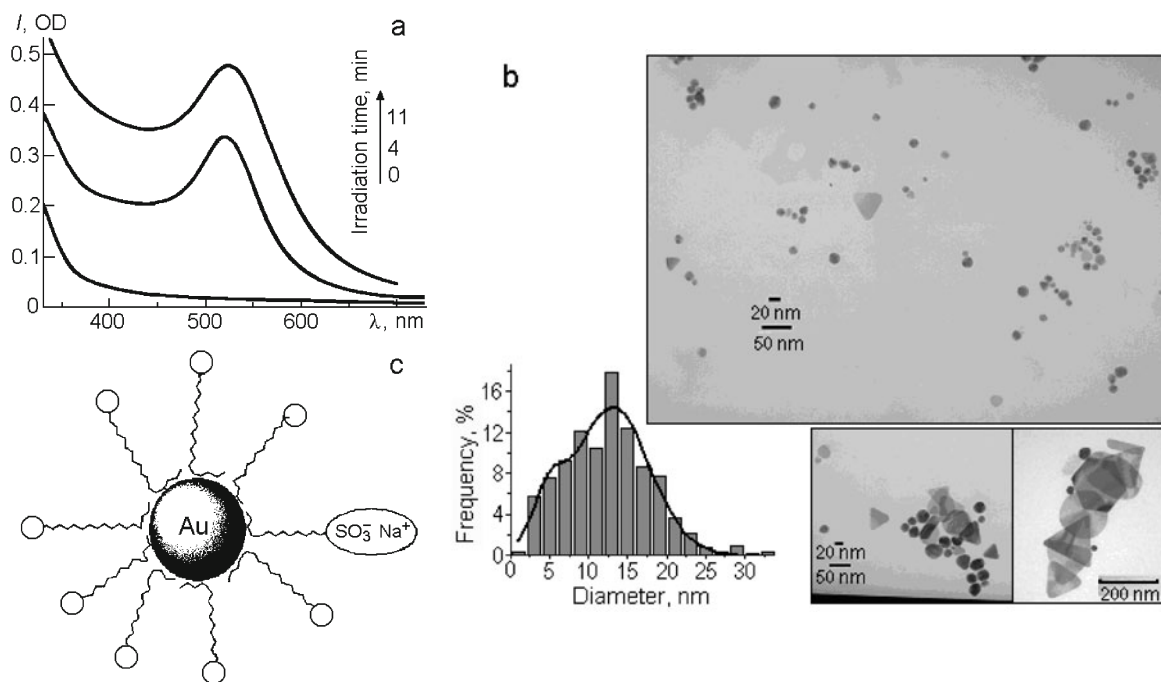 I, OD
a
0.5
0.4
0.3
0.2
0.1
0
400
500
600
λ, nm
Irradiation time, min
11
4
0
b
20 nm
50 nm
c
Au
SO₃⁻ Na⁺
Frequency, %
16
12
8
4
0
0
5
10
15
20
25
30
Diameter, nm
20 nm
50 nm
200 nm